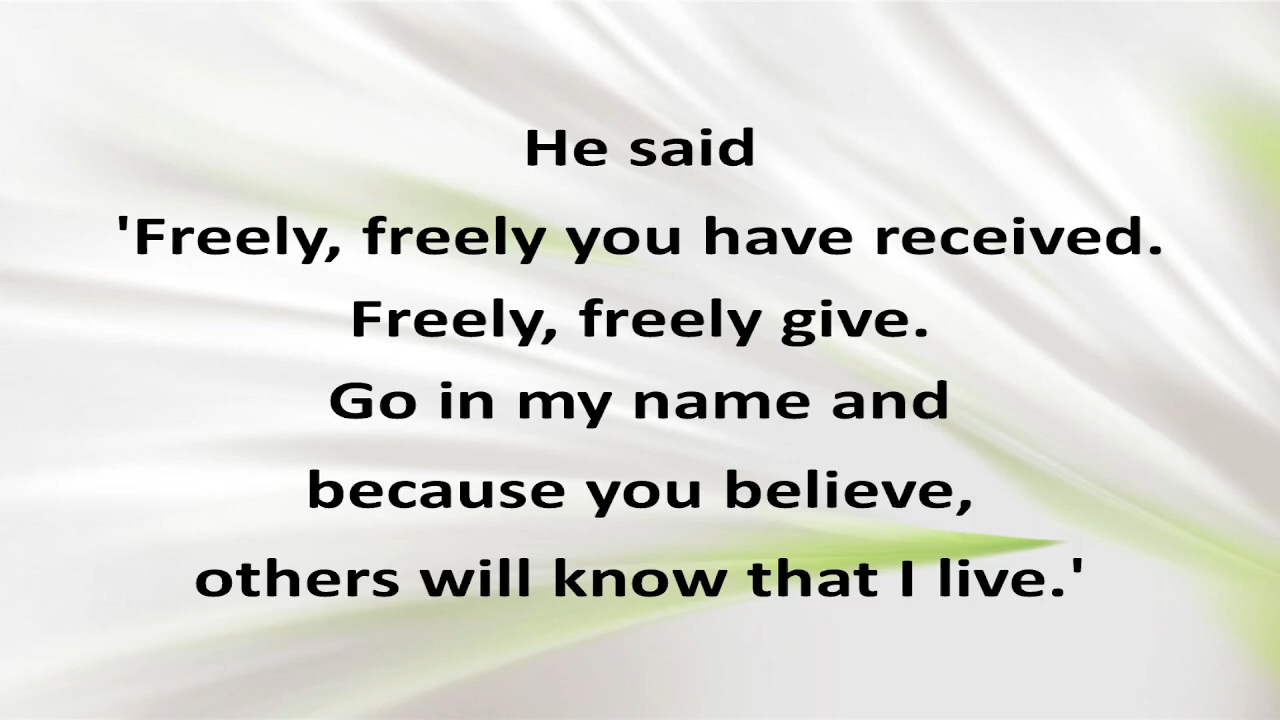 He said
'Freely, freely you have received.
Freely, freely give.
Go in my name and
because you believe,
others will know that I live.'